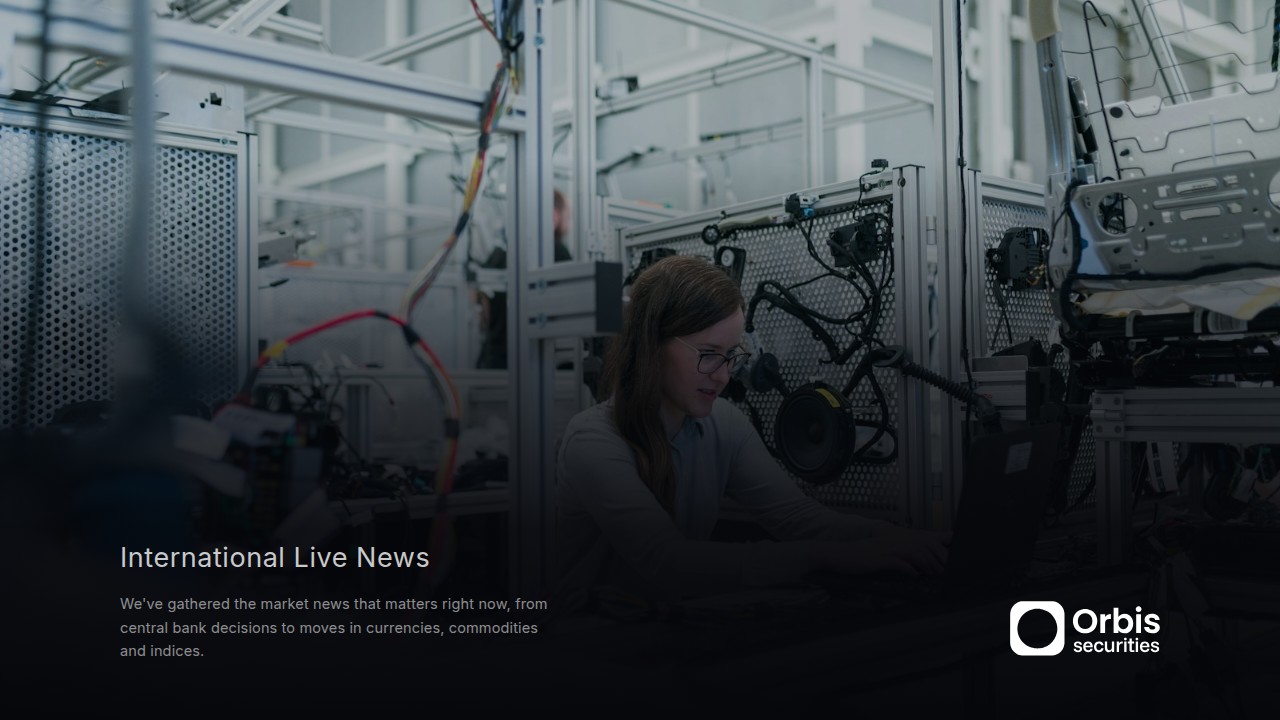 International Live News
We've gathered the market news that matters right now, from
central bank decisions to moves in currencies, commodities
and indices.
Orbis
securities